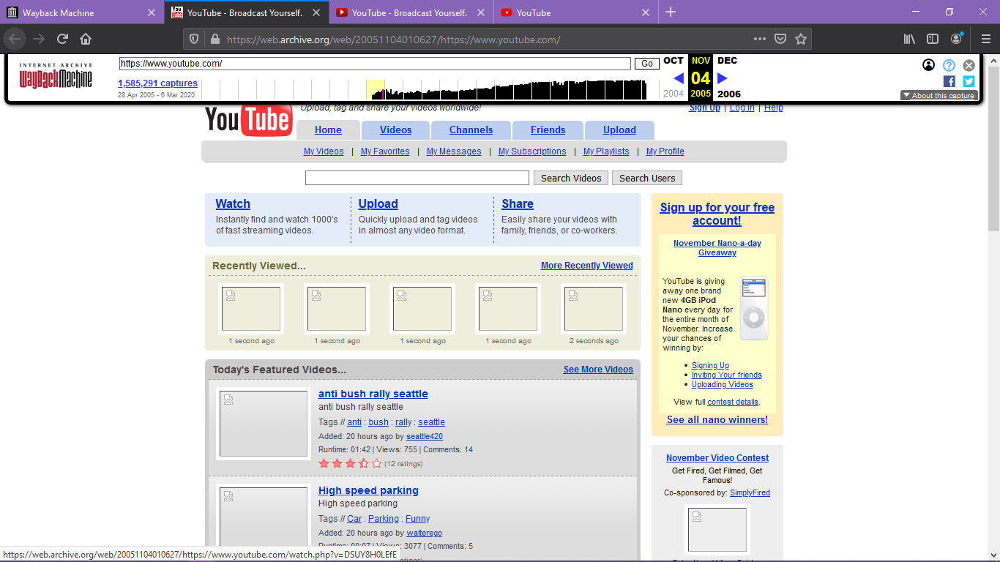 Wayback Machine
YouTube - Broadcast Yourself.
YouTube - Broadcast Yourself.
YouTube
https://web.archive.org/web/20051104010627/https://www.youtube.com/
INTERNET ARCHIVE
WayBackMachine
https://www.youtube.com/
Go
OCT NOV DEC
04
2004 2005 2006
1,585,291 captures
28 Apr 2005 - 6 Mar 2020
f
About this capture
YouTube
Upload, tag and share your videos worldwide!
Sign Up | Log In | Help
Home Videos Channels Friends Upload
My Videos | My Favorites | My Messages | My Subscriptions | My Playlists | My Profile
Search Videos Search Users
Watch
Instantly find and watch 1000's
of fast streaming videos.
Upload
Quickly upload and tag videos
in almost any video format.
Share
Easily share your videos with
family, friends, or co-workers.
Recently Viewed...
More Recently Viewed
1 second ago 1 second ago 1 second ago 1 second ago 2 seconds ago
Today's Featured Videos...
See More Videos
anti bush rally seattle
anti bush rally seattle
Tags // anti : bush : rally : seattle
Added: 20 hours ago by seattle420
Runtime: 01:42 | Views: 755 | Comments: 14
(12 ratings)
High speed parking
High speed parking
Tags // Car : Parking : Funny
Added: 20 hours ago by walterego
Runtime: 00:07 | Views: 3077 | Comments: 5
ratings)
Sign up for your free
account!
November Nano-a-day
Giveaway
YouTube is giving
away one brand
new 4GB iPod
Nano every day for
the entire month of
November. Increase
your chances of
winning by:
• Signing Up
• Inviting Your friends
• Uploading Videos
View full contest details.
See all nano winners!
November Video Contest
Get Fired, Get Filmed, Get
Famous!
Co-sponsored by: SimplyFired
https://web.archive.org/web/20051104010627/https://www.youtube.com/watch.php?v=DSUY8H0LEfE